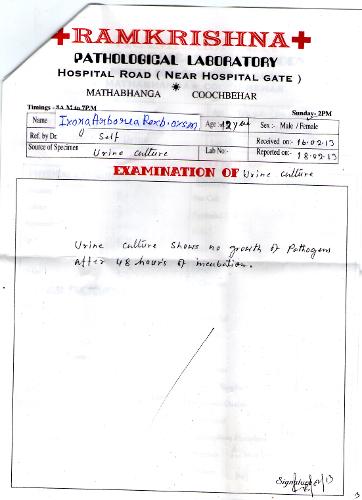 RAMKRISHNA
PATHOLOGICAL LABORATORY
HOSPITAL ROAD ( NEAR HOSPITAL GATE )
MATHABHANGA * COOCHBEHAR
Timings - 8A.M to 7P.M Sunday- 2PM
Name Ixora Arborea Roxb. ex sm Age : 12 yrs Sex :- Male / Female
Ref. by Dr. Self Received on:- 16.02.13
Source of Specimen Urine culture Lab No:- Reported on:- 18.02.13
EXAMINATION OF Urine culture
Urine culture shows no growth of Pathogens
after 48 hours of incubation.
Signature